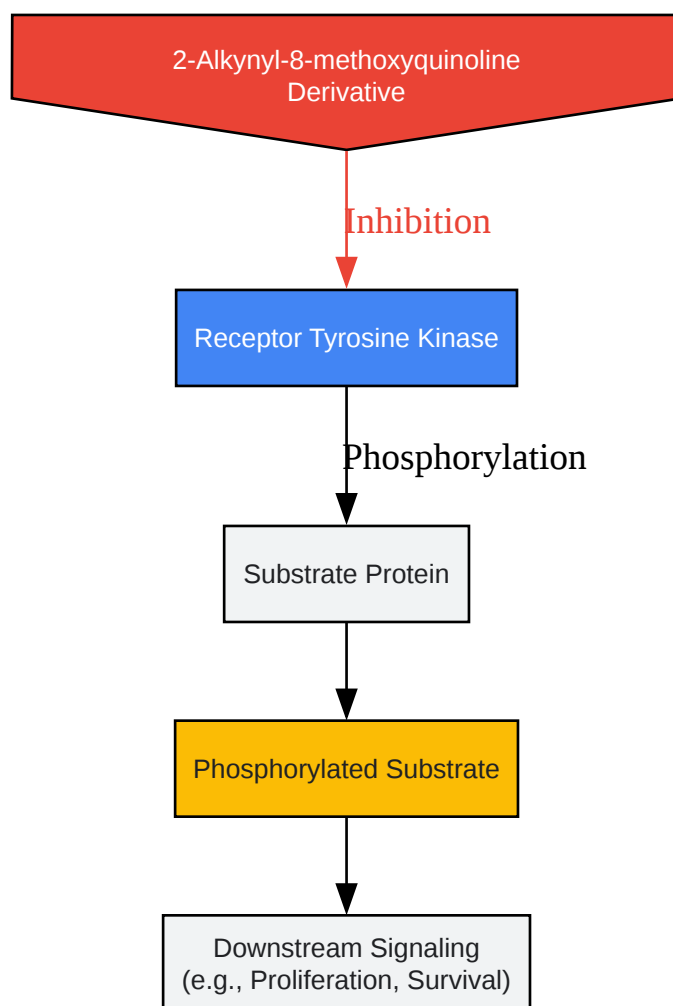 2-Alkynyl-8-methoxyquinoline
Derivative
Inhibition
Receptor Tyrosine Kinase
Phosphorylation
Substrate Protein
Phosphorylated Substrate
Downstream Signaling
(e.g., Proliferation, Survival)